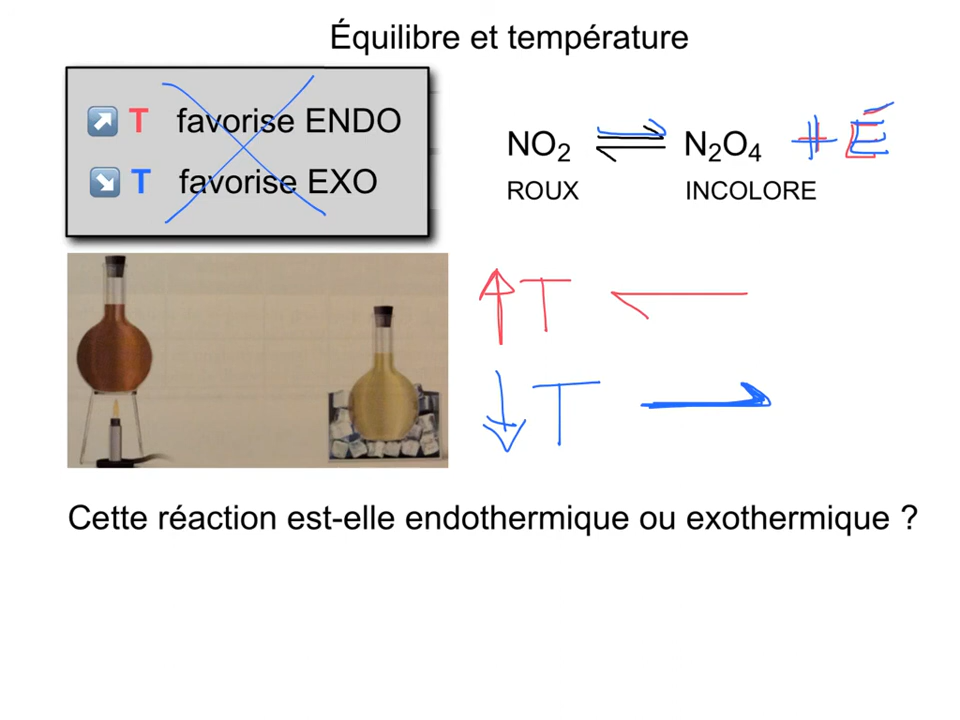 Équilibre et température
T favorise ENDO
T favorise EXO
NO₂ ⇌ N₂O₄ + É
ROUX INCOLORE
↑ T ←
↓ T →
Cette réaction est-elle endothermique ou exothermique ?